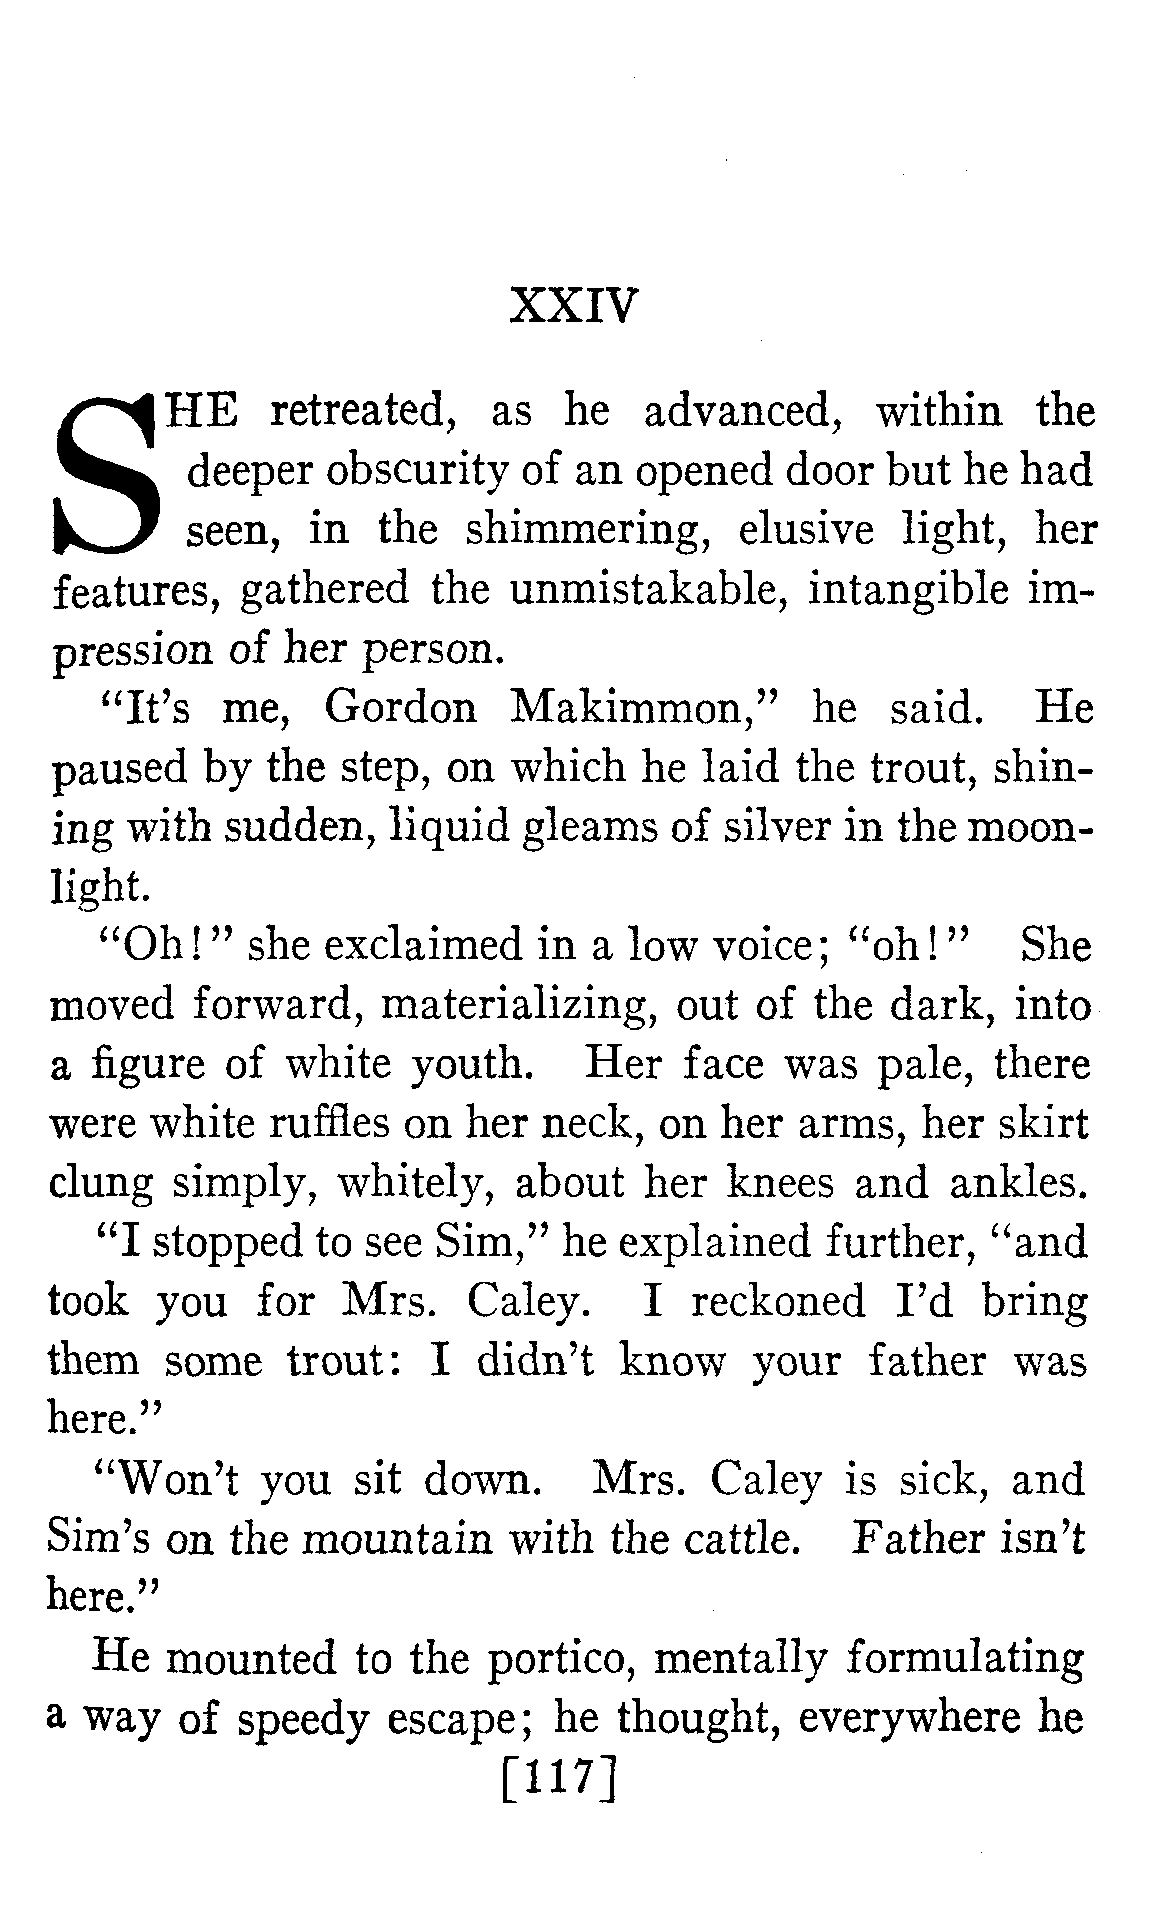 XXIV
SHE retreated, as he advanced, within the
deeper obscurity of an opened door but he had
seen, in the shimmering, elusive light, her
features, gathered the unmistakable, intangible im-
pression of her person.
“It’s me, Gordon Makimmon,” he said. He
paused by the step, on which he laid the trout, shin-
ing with sudden, liquid gleams of silver in the moon-
light.
“Oh!” she exclaimed in a low voice; “oh!” She
moved forward, materializing, out of the dark, into
a figure of white youth. Her face was pale, there
were white ruffles on her neck, on her arms, her skirt
clung simply, whitely, about her knees and ankles.
“I stopped to see Sim,” he explained further, “and
took you for Mrs. Caley. I reckoned I’d bring
them some trout: I didn’t know your father was
here.”
“Won’t you sit down. Mrs. Caley is sick, and
Sim’s on the mountain with the cattle. Father isn’t
here.”
He mounted to the portico, mentally formulating
a way of speedy escape; he thought, everywhere he
[117]